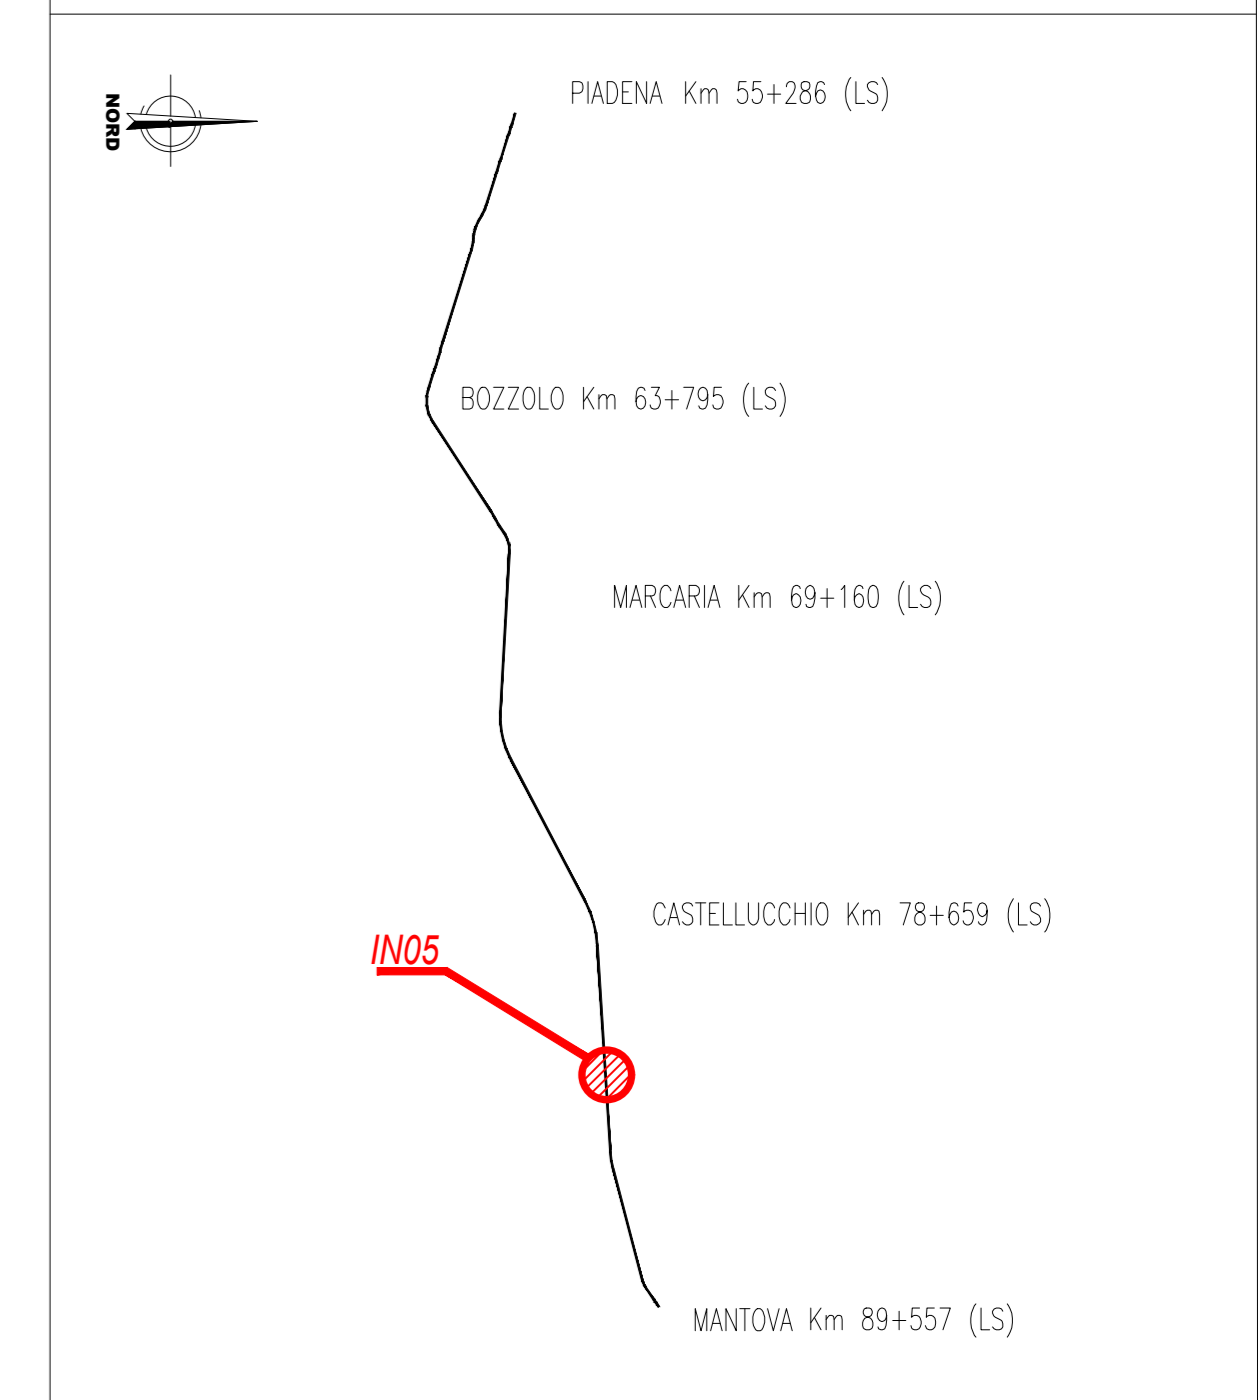 PIADENA Km 55+286 (LS)
NORD
BOZZOLO Km 63+795 (LS)
MARCARIA Km 69+160 (LS)
CASTELLUCCHIO Km 78+659 (LS)
IN05
MANTOVA Km 89+557 (LS)